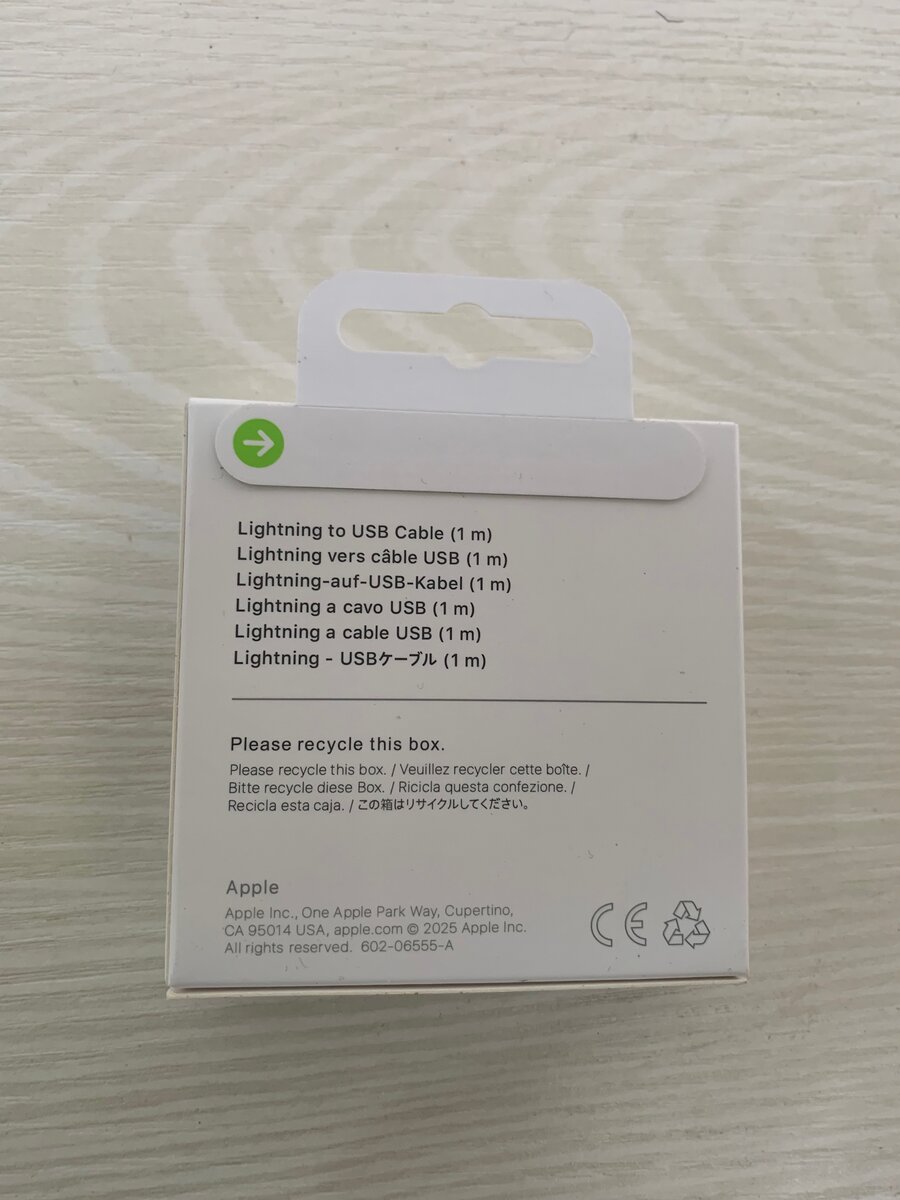 Lightning to USB Cable (1 m)
Lightning vers câble USB (1 m)
Lightning-auf-USB-Kabel (1 m)
Lightning a cavo USB (1 m)
Lightning a cable USB (1 m)
Lightning - USBケーブル (1 m)
Please recycle this box.
Please recycle this box. / Veuillez recycler cette boîte. /
Bitte recycle diese Box. / Ricicla questa confezione. /
Recicla esta caja. / この箱はリサイクルしてください。
Apple
Apple Inc., One Apple Park Way, Cupertino,
CA 95014 USA, apple.com © 2025 Apple Inc.
All rights reserved. 602-06555-A
CE